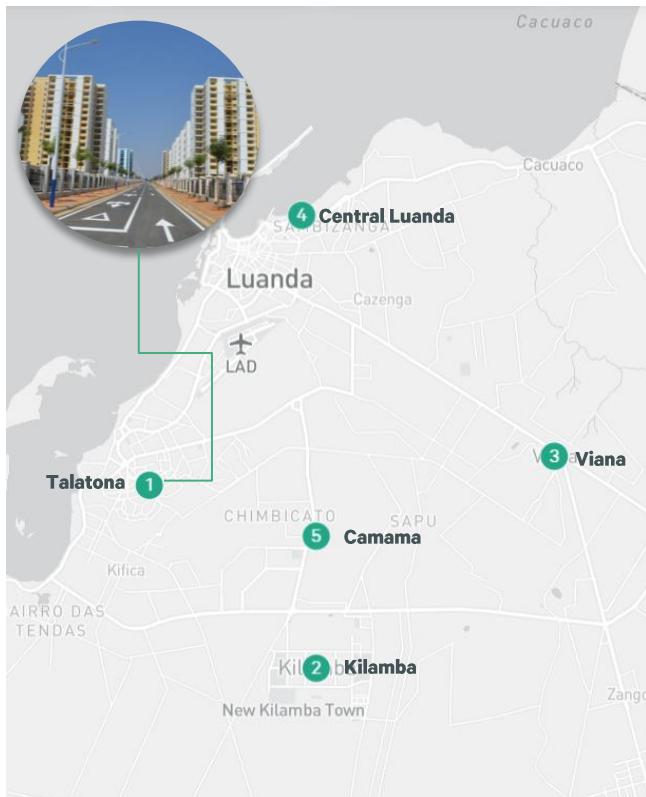 Cacuaco
Cacuaco
4 Central Luanda
SAMBIZANGA
Luanda
Cazenga
LAD
3 Viana
Talatona 1
CHIMBICATO
SAPU
5 Camama
Kifica
AIRRO DAS
TENDAS
2 Kilamba
New Kilamba Town
Zango